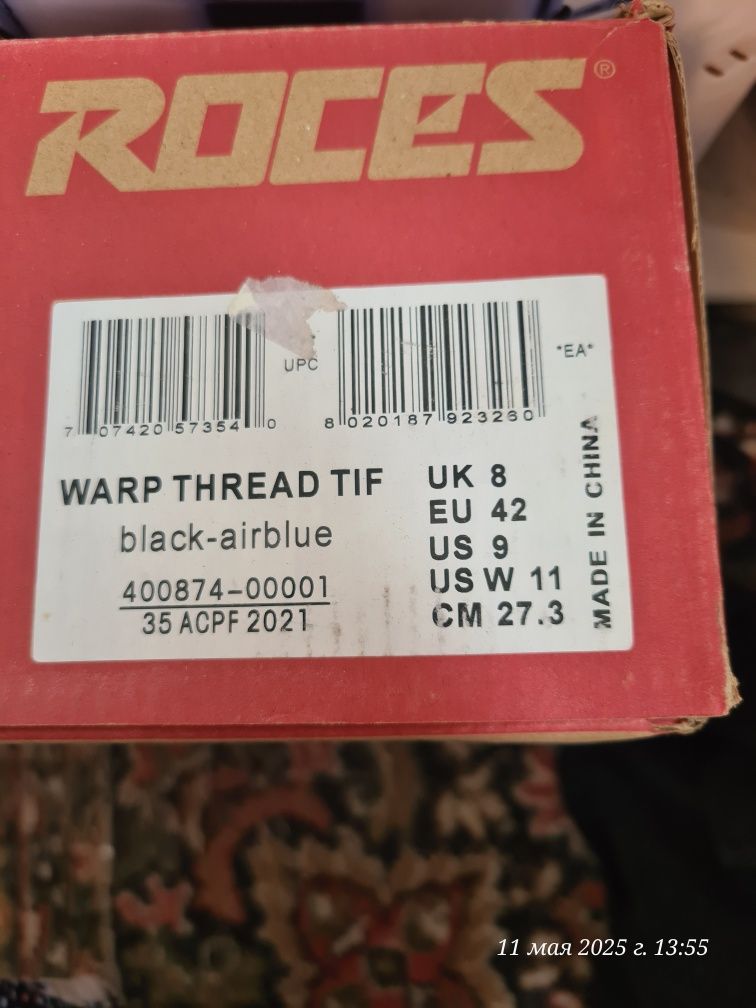 ROCES®
UPC
*EA*
7 07420 57354 0
8 020187 923230
WARP THREAD TIF
black-airblue
400874-00001
35 ACPF 2021
UK 8
EU 42
US 9
US W 11
CM 27.3
MADE IN CHINA
11 мая 2025 г. 13:55